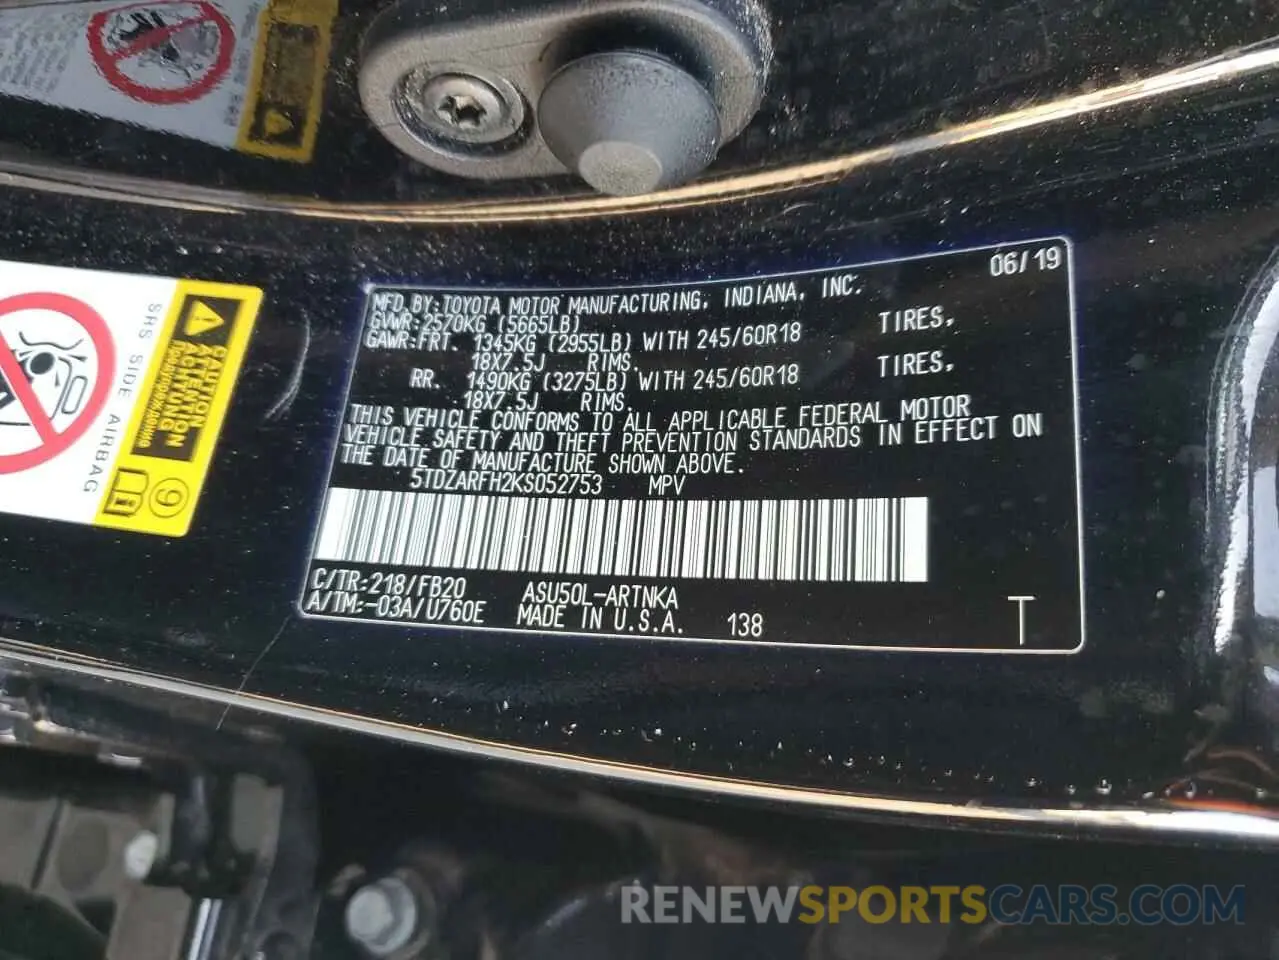 06/19
MFD. BY: TOYOTA MOTOR MANUFACTURING, INDIANA, INC.
GVWR: 2570KG (5665LB)
GAWR: FRT. 1345KG (2955LB) WITH 245/60R18 TIRES,
18X7.5J RIMS.
RR. 1490KG (3275LB) WITH 245/60R18 TIRES,
18X7.5J RIMS.
THIS VEHICLE CONFORMS TO ALL APPLICABLE FEDERAL MOTOR
VEHICLE SAFETY AND THEFT PREVENTION STANDARDS IN EFFECT ON
THE DATE OF MANUFACTURE SHOWN ABOVE.
5TDZARFH2KS052753 MPV
C/TR: 218/FB20 ASU50L-ARTNKA
A/TM: -03A/U760E MADE IN U.S.A. 138 T
SRS SIDE AIRBAG
CAUTION
ATTENTION
ACHTUNG
9
RENEWSPORTSCARS.COM